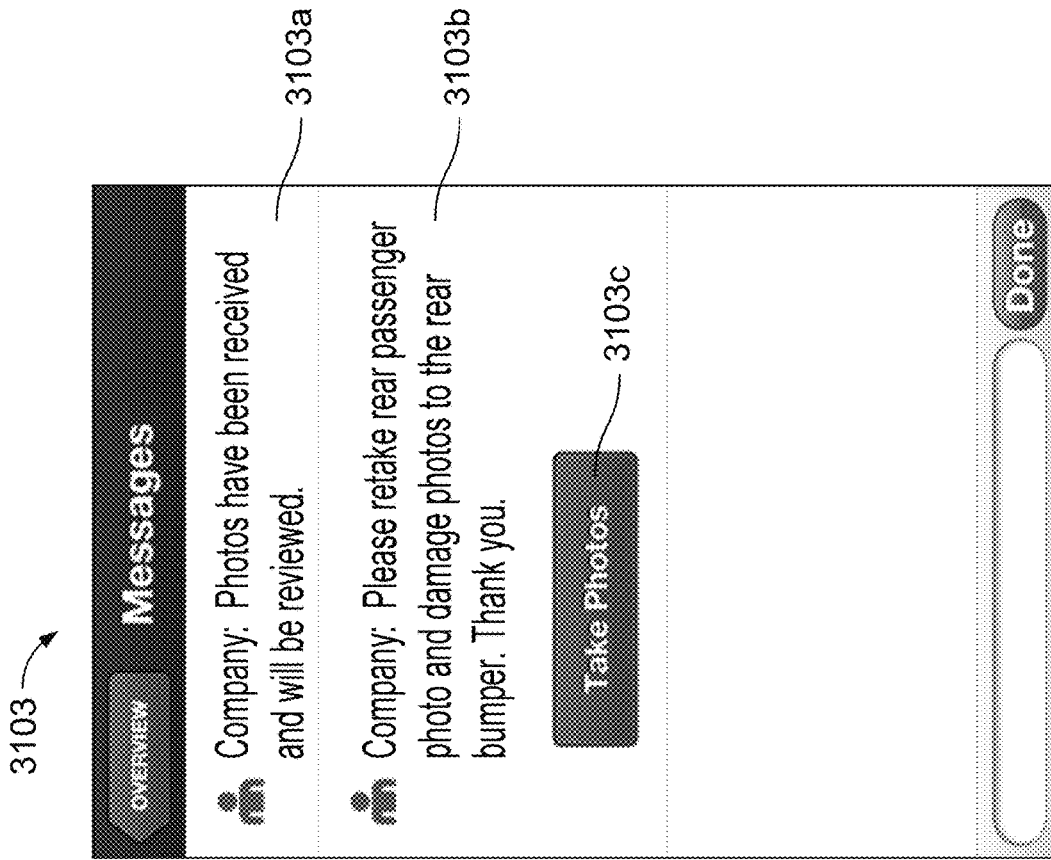 3103
OVERVIEW
Messages
Company: Photos have been received
and will be reviewed.
3103a
Company: Please retake rear passenger
photo and damage photos to the rear
bumper. Thank you.
3103b
Take Photos
3103c
Done